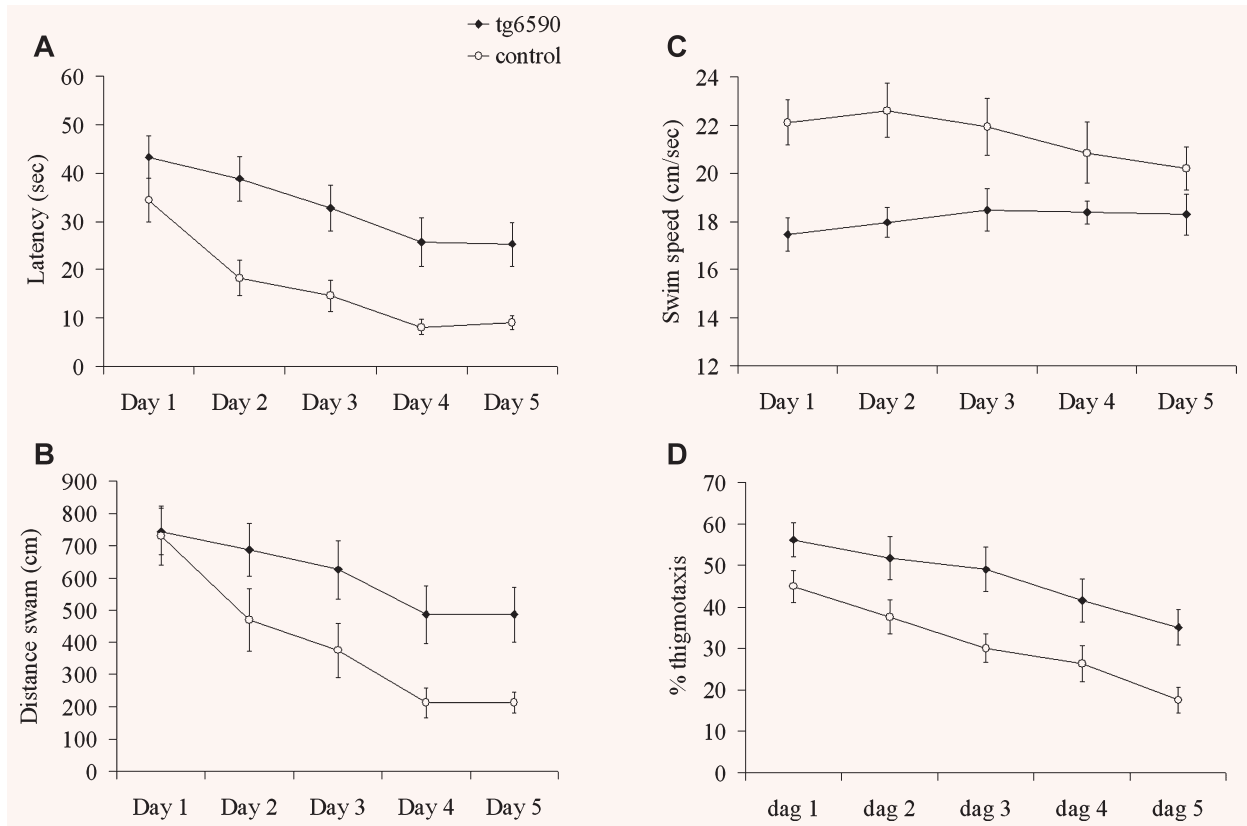 tg6590
control
A
60
50
40
30
20
10
0
Latency (sec)
Day 1 Day 2 Day 3 Day 4 Day 5
C
24
22
20
18
16
14
12
Swim speed (cm/sec)
Day 1 Day 2 Day 3 Day 4 Day 5
B
900
800
700
600
500
400
300
200
100
0
Distance swam (cm)
Day 1 Day 2 Day 3 Day 4 Day 5
D
70
60
50
40
30
20
10
0
% thigmotaxis
dag 1 dag 2 dag 3 dag 4 dag 5